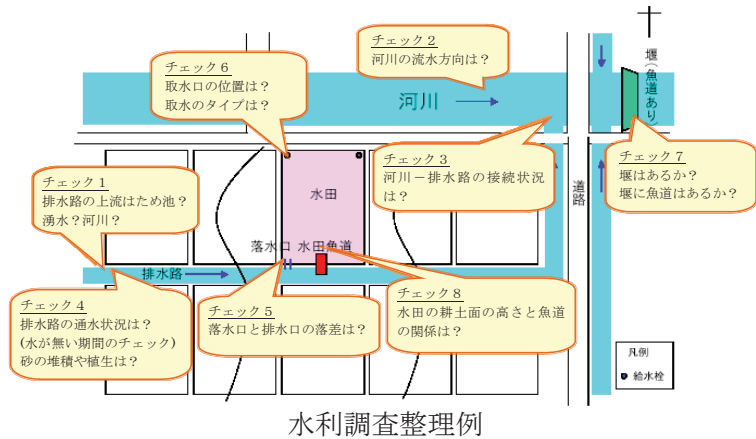 チェック6
取水口の位置は？
取水のタイプは？
チェック2
河川の流水方向は？
河川
堰（魚道あり）
チェック1
排水路の上流はため池？
湧水？河川？
チェック3
河川－排水路の接続状況
は？
チェック7
堰はあるか？
堰に魚道はあるか？
水田
道路
落水口 水田魚道
排水路
チェック4
排水路の通水状況は？
(水が無い期間のチェック)
砂の堆積や植生は？
チェック5
落水口と排水口の落差は？
チェック8
水田の耕土面の高さと魚道
の関係は？
凡例
給水栓
水利調査整理例